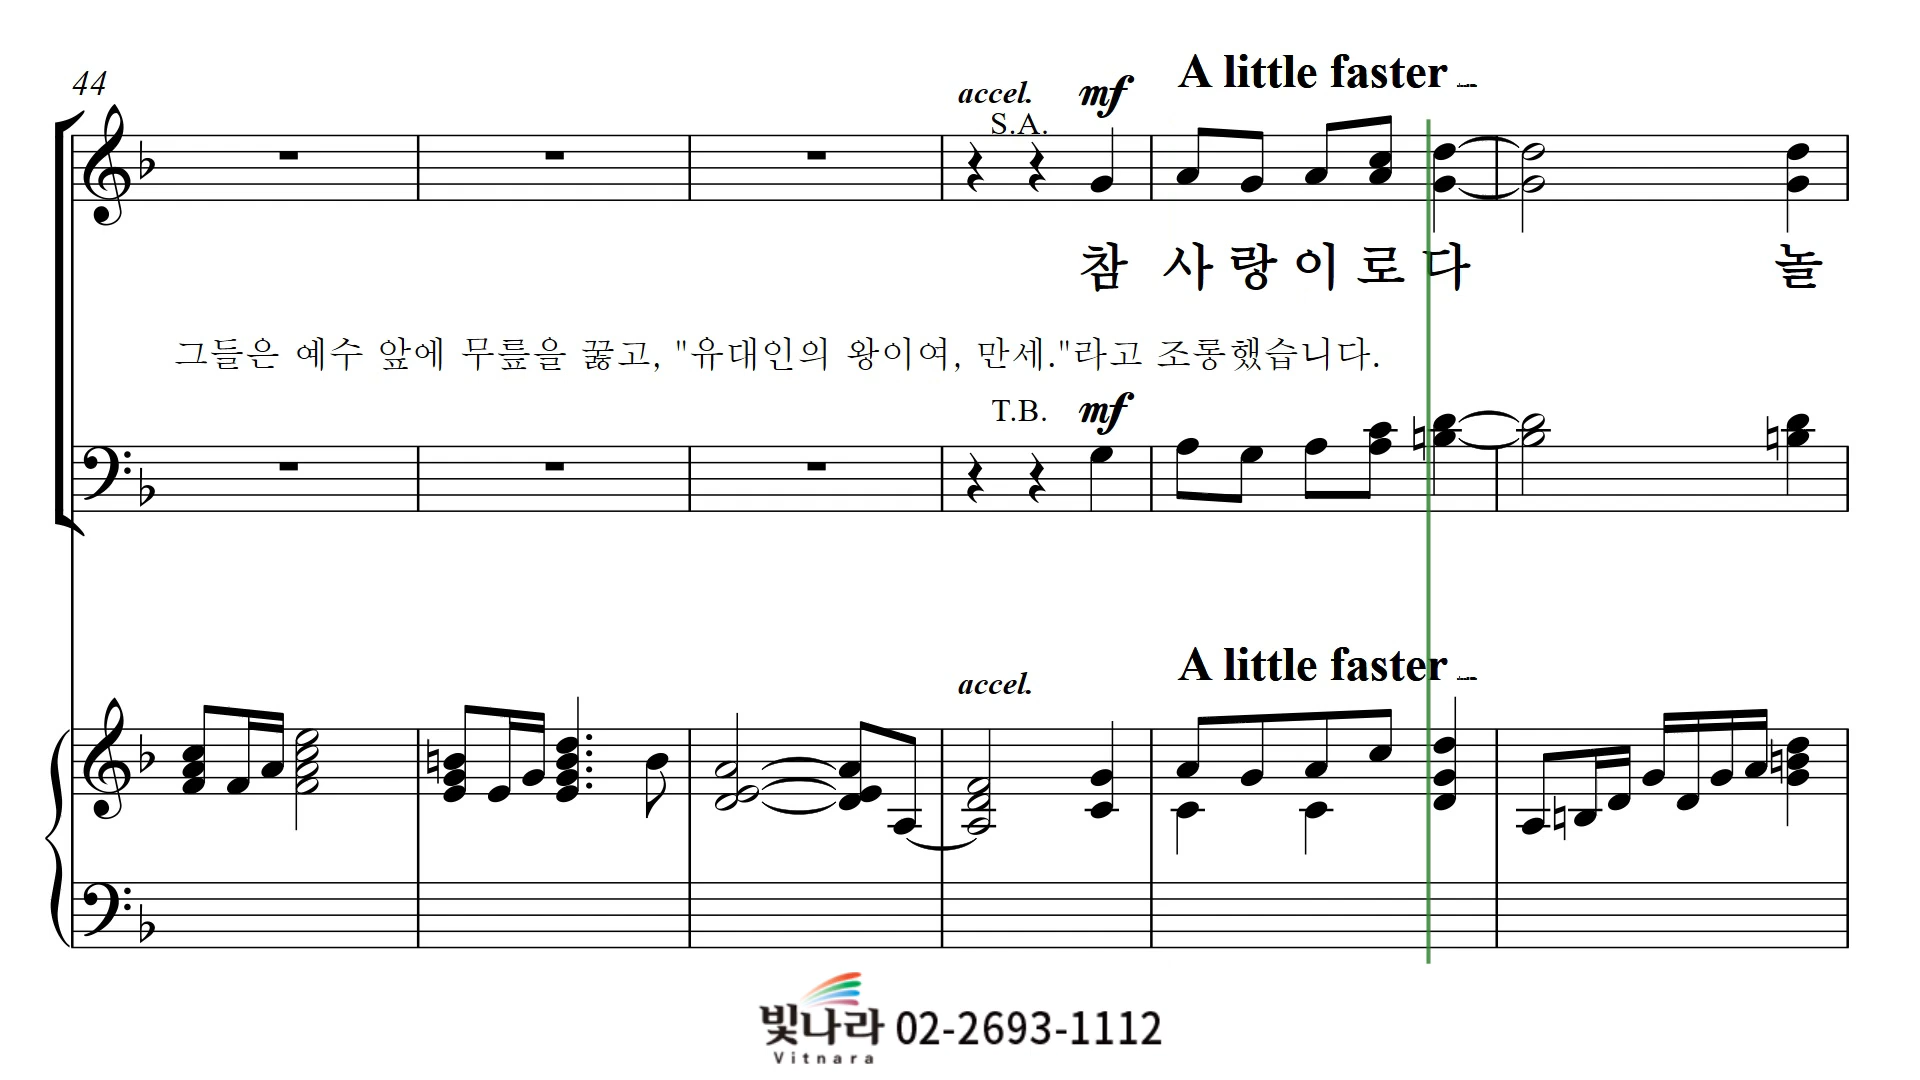 44
accel.
mf
A little faster
S.A.
참 사 랑 이 로 다 놀
그들은 예수 앞에 무릎을 꿇고, "유대인의 왕이여, 만세."라고 조롱했습니다.
T.B.
mf
A little faster
accel.
빛나라 02-2693-1112
Vitnara